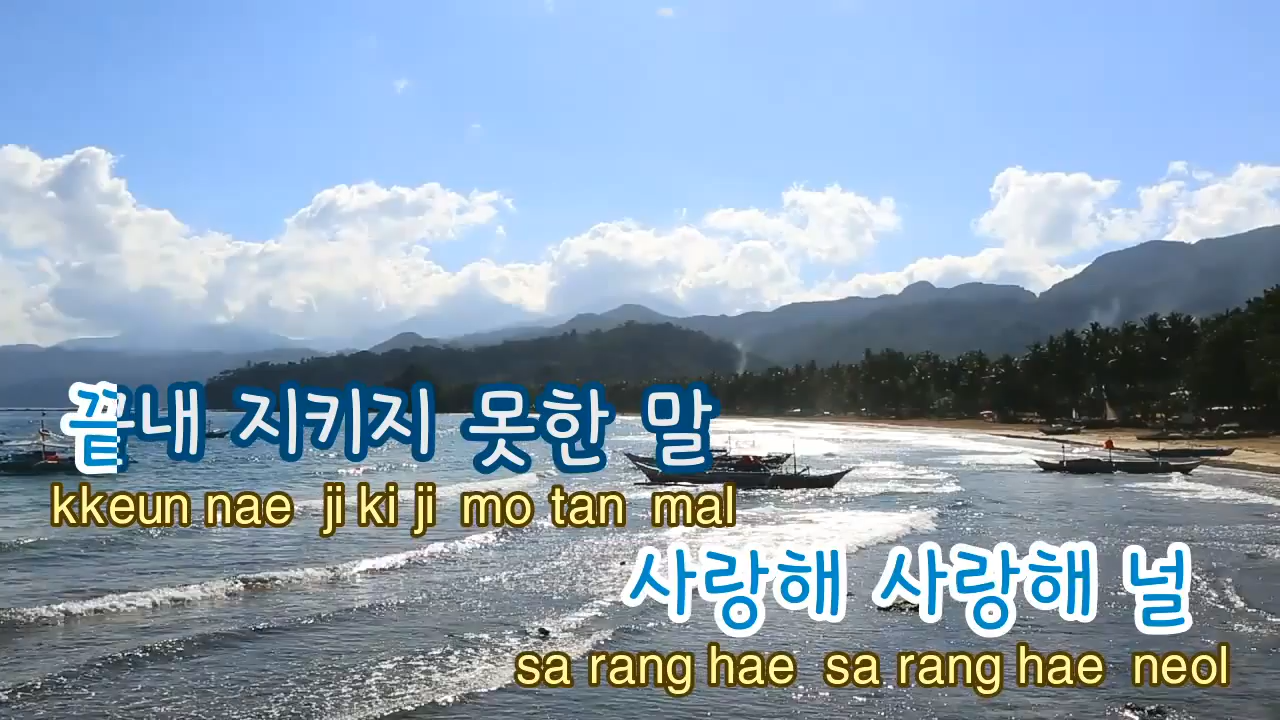 끝내 지키지 못한 말
kkeun nae ji ki ji mo tan mal
사랑해 사랑해 널
sa rang hae sa rang hae neol